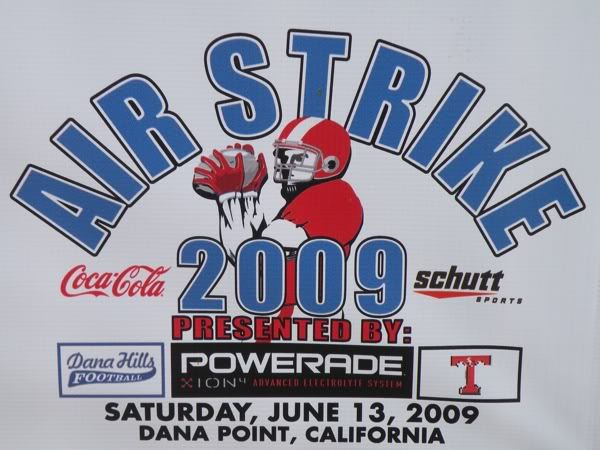 AIR STRIKE
2009
Coca-Cola
schutt
SPORTS
PRESENTED BY:
Dana Hills
FOOTBALL
POWERADE
ION4 ADVANCED ELECTROLYTE SYSTEM
T
SATURDAY, JUNE 13, 2009
DANA POINT, CALIFORNIA